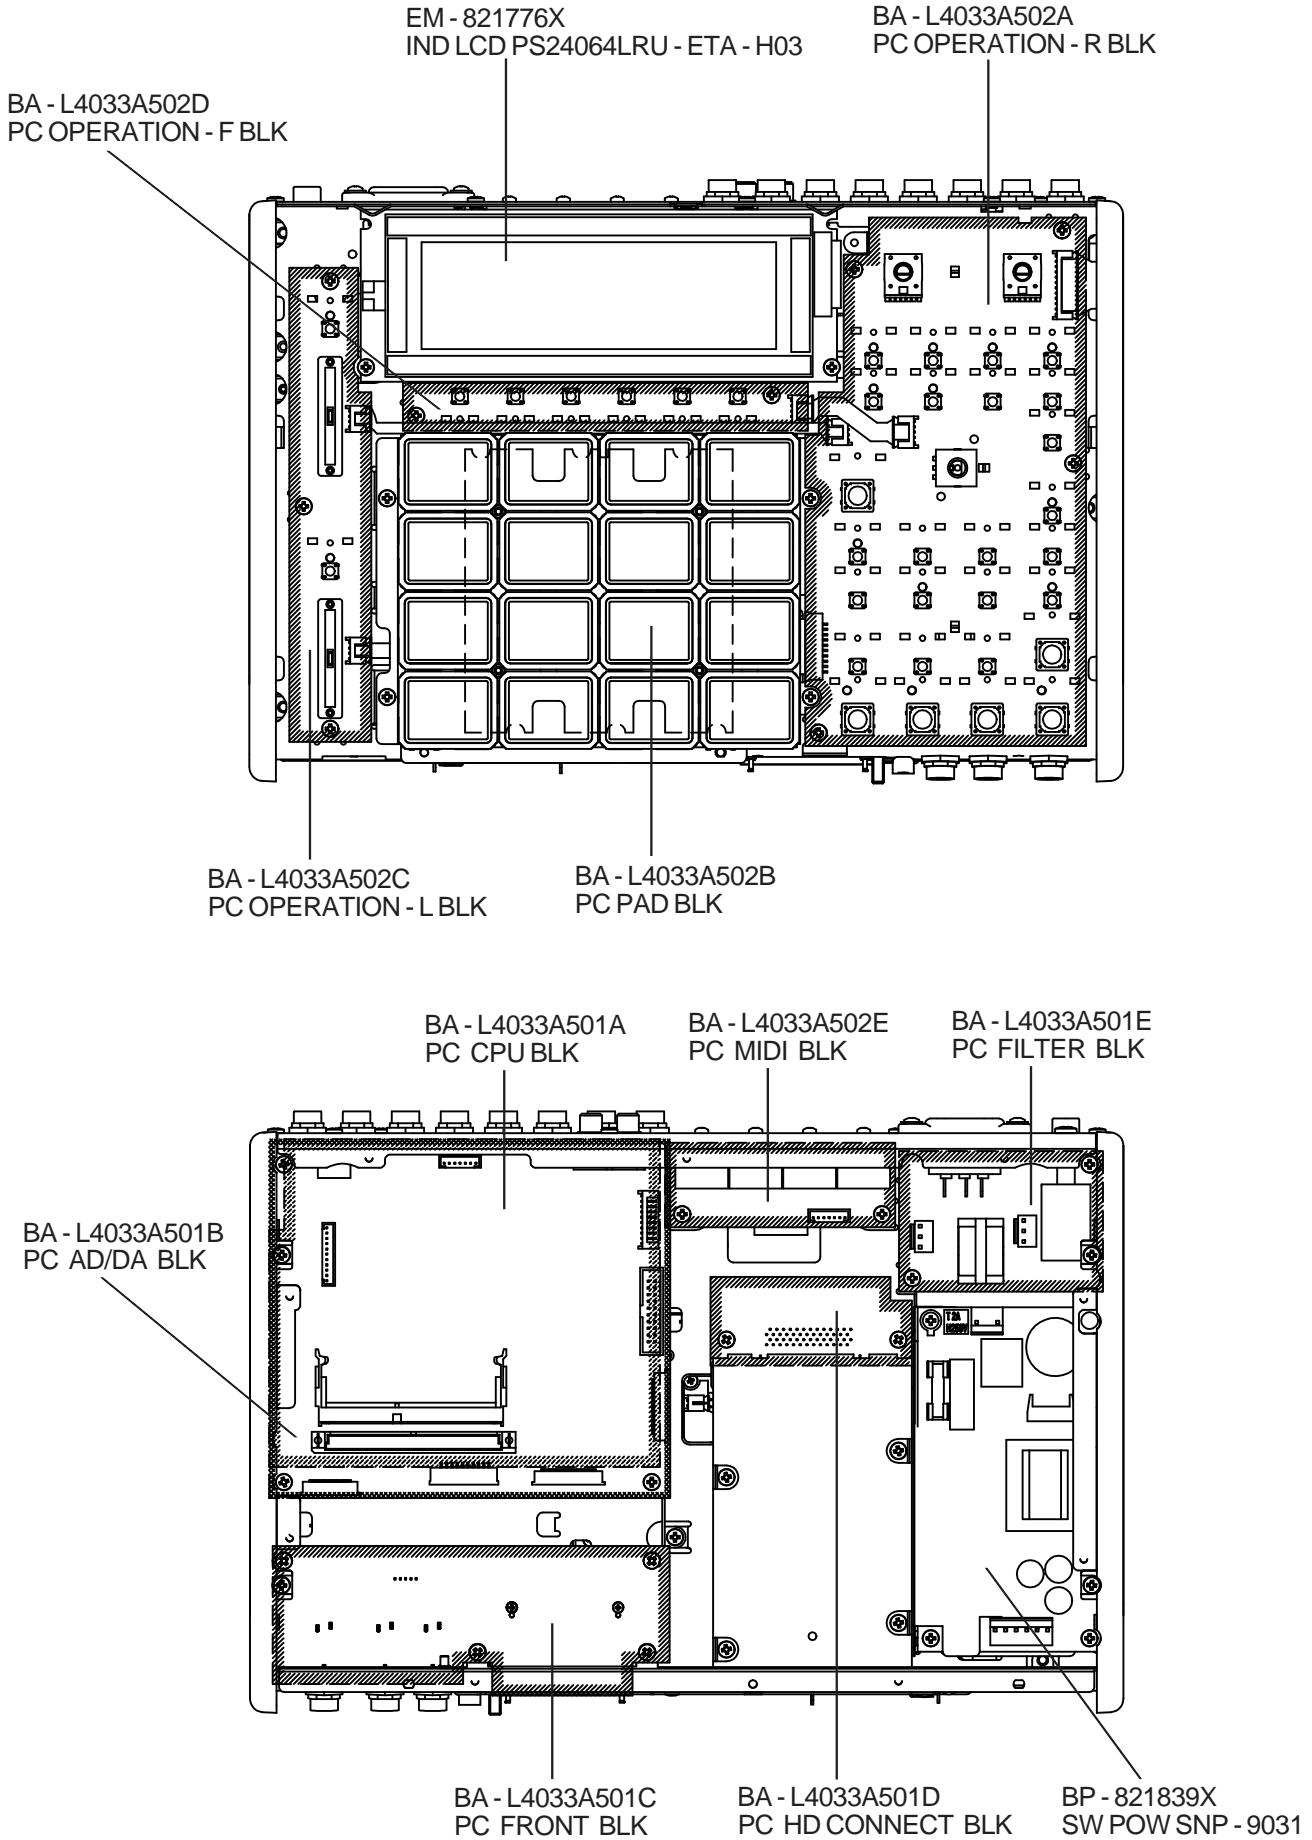 EM - 821776X
IND LCD PS24064LRU - ETA - H03
BA - L4033A502A
PC OPERATION - R BLK
BA - L4033A502D
PC OPERATION - F BLK
BA - L4033A502C
PC OPERATION - L BLK
BA - L4033A502B
PC PAD BLK
BA - L4033A501A
PC CPU BLK
BA - L4033A502E
PC MIDI BLK
BA - L4033A501E
PC FILTER BLK
BA - L4033A501B
PC AD/DA BLK
T2A
H250V
BA - L4033A501C
PC FRONT BLK
BA - L4033A501D
PC HD CONNECT BLK
BP - 821839X
SW POW SNP - 9031